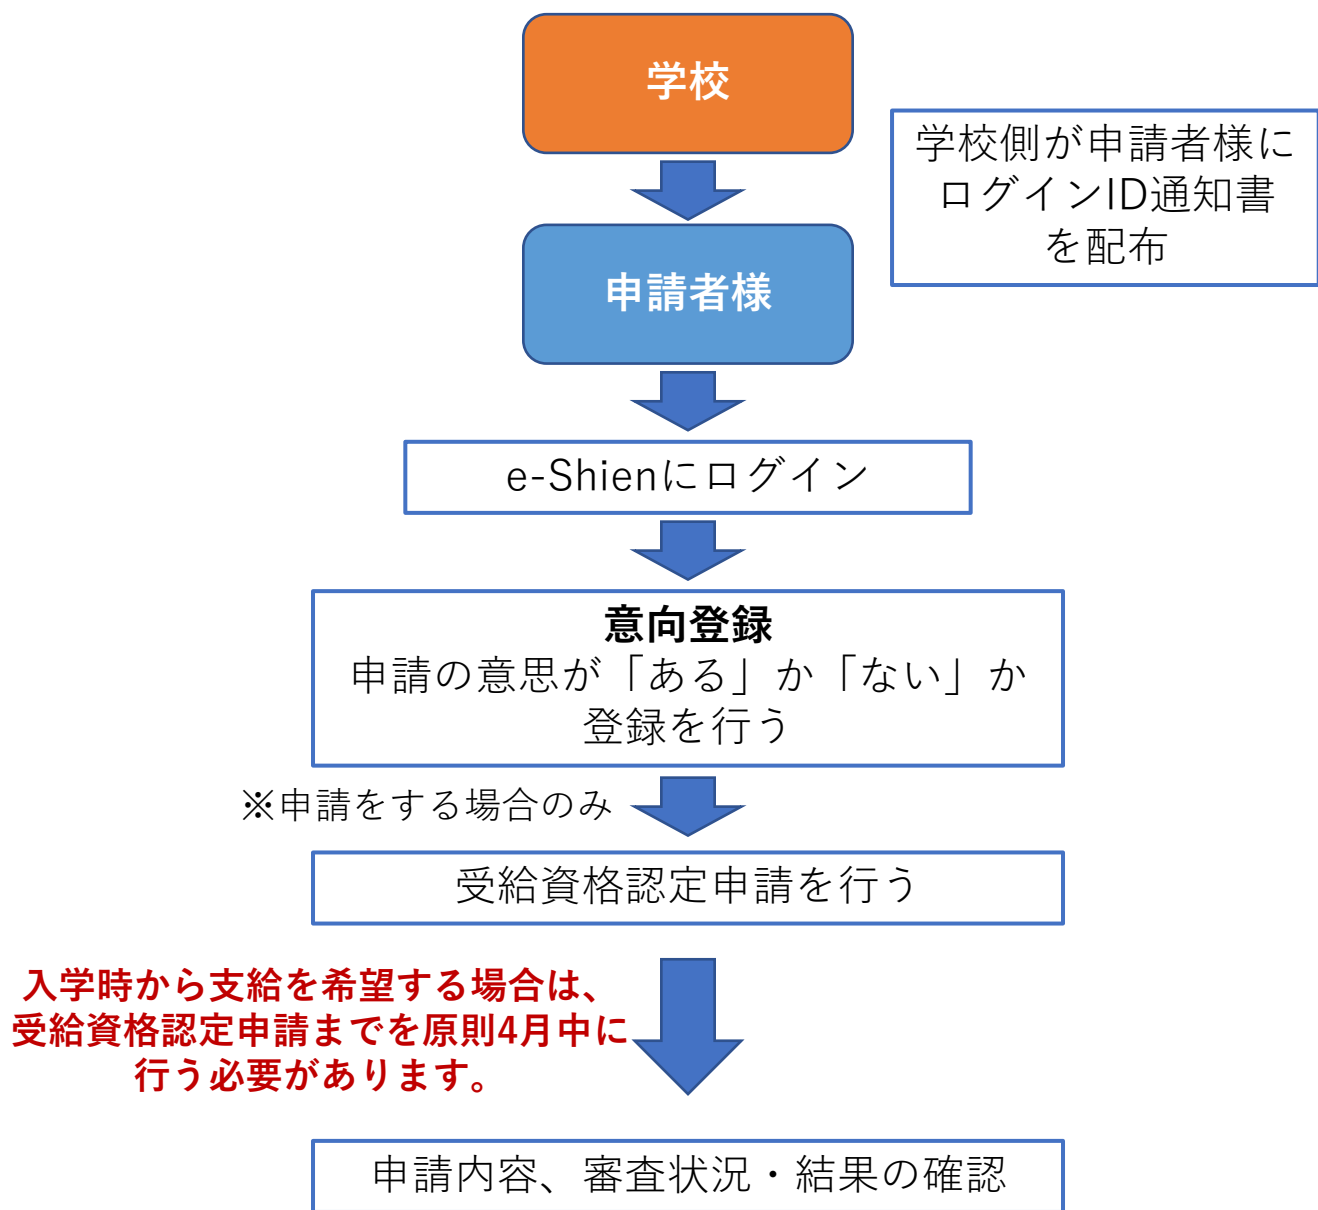 学校
学校側が申請者様に
ログインID通知書
を配布
申請者様
e-Shienにログイン
意向登録
申請の意思が「ある」か「ない」か
登録を行う
※申請をする場合のみ
受給資格認定申請を行う
入学時から支給を希望する場合は、
受給資格認定申請までを原則4月中に
行う必要があります。
申請内容、審査状況・結果の確認